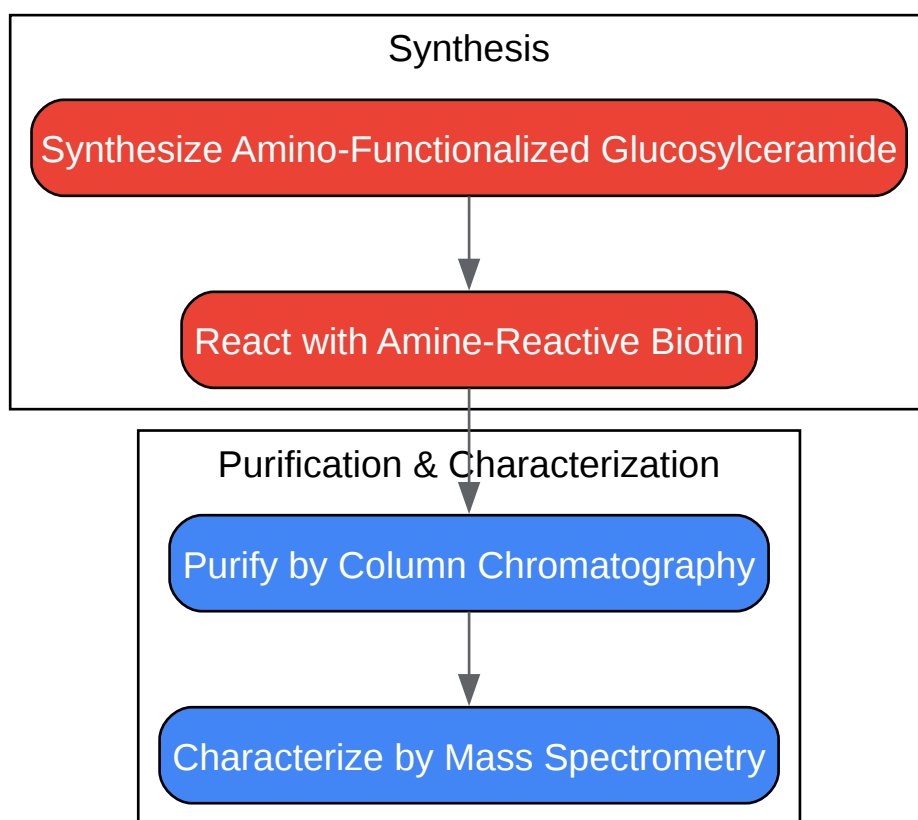 Synthesis
Synthesize Amino-Functionalized Glucosylceramide
React with Amine-Reactive Biotin
Purification & Characterization
Purify by Column Chromatography
Characterize by Mass Spectrometry